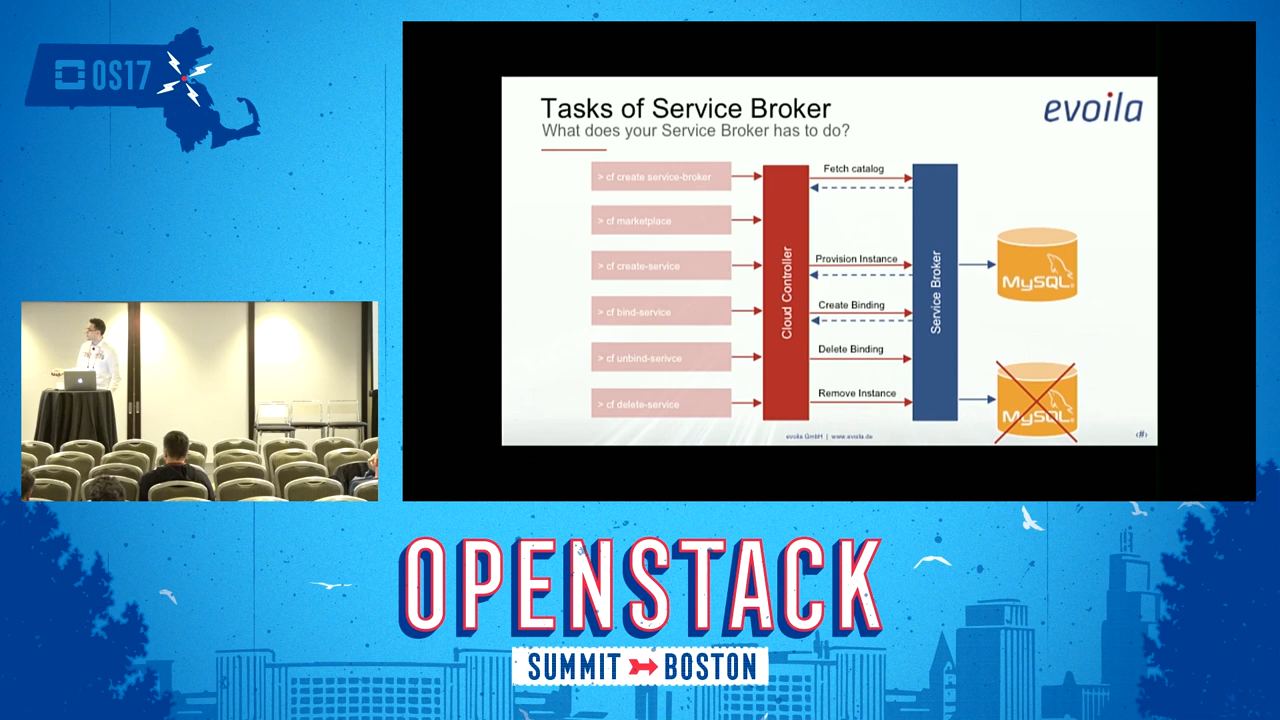 OS17
Tasks of Service Broker
What does your Service Broker has to do?
evoila
> cf create service-broker
> cf marketplace
> cf create-service
> cf bind-service
> cf unbind-serivce
> cf delete-service
Cloud Controller
Fetch catalog
Provision Instance
Create Binding
Delete Binding
Remove Instance
Service Broker
MySQL
MySQL
evoila GmbH | www.evoila.de
‹#›
OPENSTACK
SUMMIT BOSTON